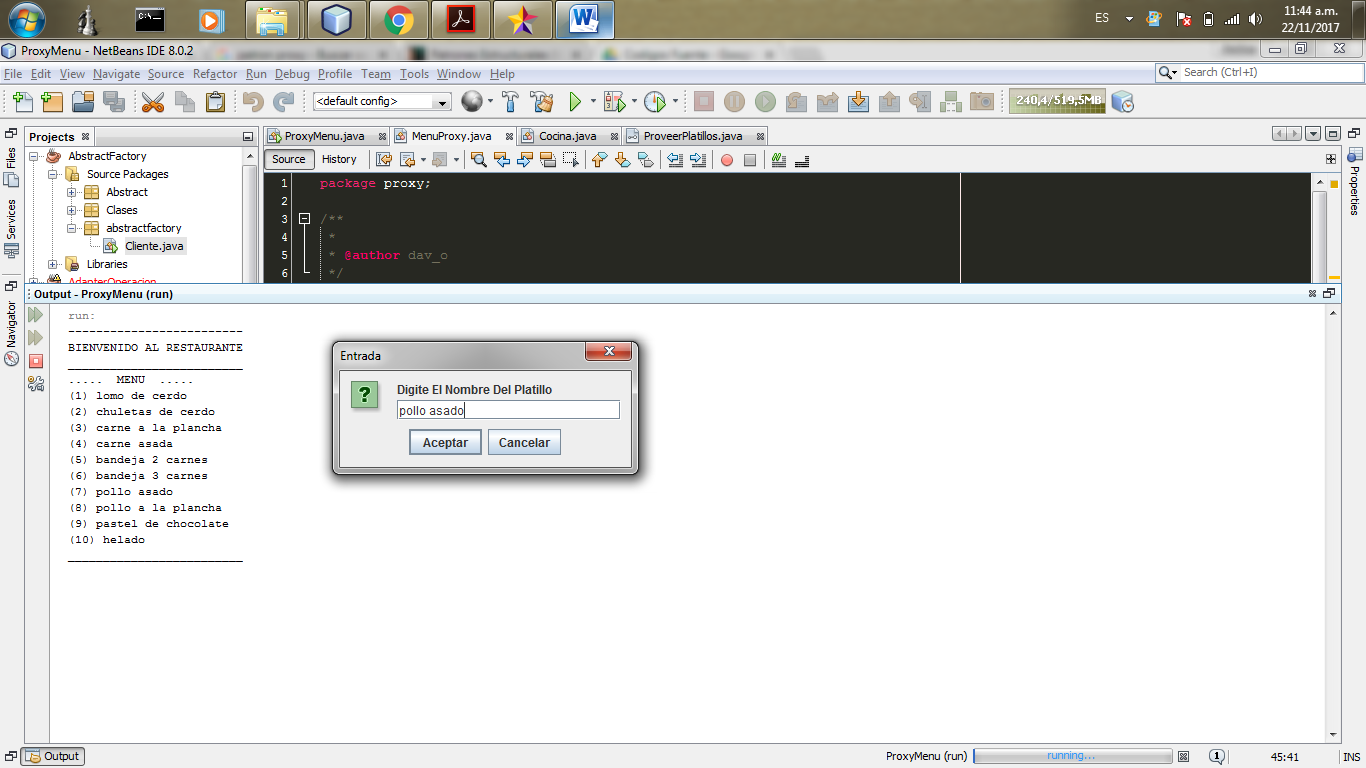 ES
11:44 a.m.
22/11/2017
ProxyMenu - NetBeans IDE 8.0.2
File Edit View Navigate Source Refactor Run Debug Profile Team Tools Window Help
Search (Ctrl+I)
<default config>
240,4/519,5MB
Projects
ProxyMenu.java
MenuProxy.java
Cocina.java
ProveerPlatillos.java
Files
Services
Navigator
Properties
Source
History
AbstractFactory
Source Packages
Abstract
Clases
abstractfactory
Cliente.java
Libraries
AdapterOperacion
1 package proxy;
2
3 /**
4 *
5 * @author dav_o
6 */
Output - ProxyMenu (run)
run:
-------------------------
BIENVENIDO AL RESTAURANTE
_________________________
..... MENU .....
(1) lomo de cerdo
(2) chuletas de cerdo
(3) carne a la plancha
(4) carne asada
(5) bandeja 2 carnes
(6) bandeja 3 carnes
(7) pollo asado
(8) pollo a la plancha
(9) pastel de chocolate
(10) helado
_________________________
Entrada
Digite El Nombre Del Platillo
pollo asado
Aceptar
Cancelar
Output
ProxyMenu (run)
running...
1
45:41
INS